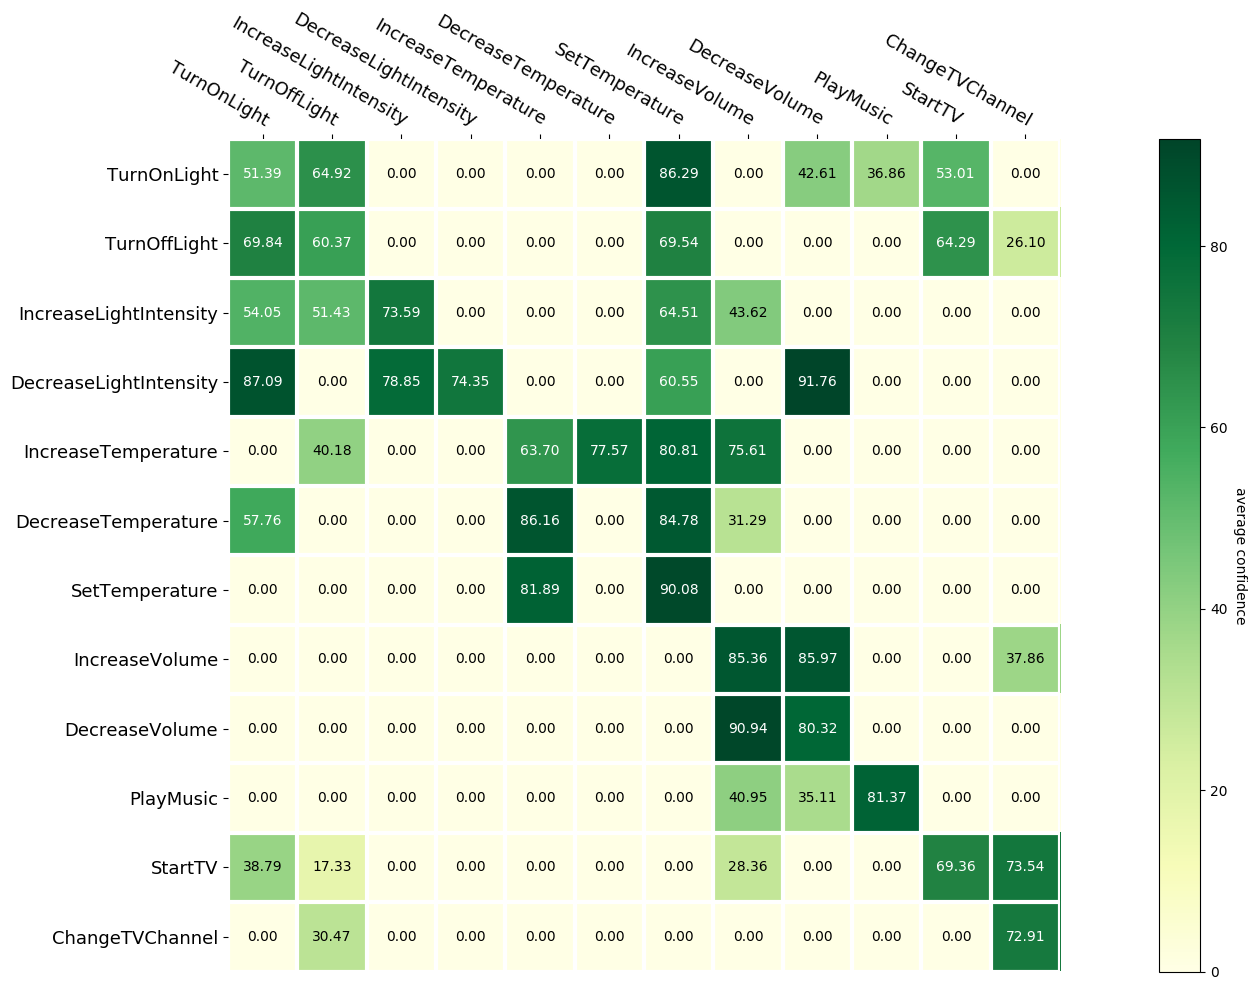 TurnOnLight
TurnOffLight
IncreaseLightIntensity
DecreaseLightIntensity
IncreaseTemperature
DecreaseTemperature
SetTemperature
IncreaseVolume
DecreaseVolume
PlayMusic
StartTV
ChangeTVChannel
TurnOnLight 51.39 64.92 0.00 0.00 0.00 0.00 86.29 0.00 42.61 36.86 53.01 0.00
TurnOffLight 69.84 60.37 0.00 0.00 0.00 0.00 69.54 0.00 0.00 0.00 64.29 26.10
IncreaseLightIntensity 54.05 51.43 73.59 0.00 0.00 0.00 64.51 43.62 0.00 0.00 0.00 0.00
DecreaseLightIntensity 87.09 0.00 78.85 74.35 0.00 0.00 60.55 0.00 91.76 0.00 0.00 0.00
IncreaseTemperature 0.00 40.18 0.00 0.00 63.70 77.57 80.81 75.61 0.00 0.00 0.00 0.00
DecreaseTemperature 57.76 0.00 0.00 0.00 86.16 0.00 84.78 31.29 0.00 0.00 0.00 0.00
SetTemperature 0.00 0.00 0.00 0.00 81.89 0.00 90.08 0.00 0.00 0.00 0.00 0.00
IncreaseVolume 0.00 0.00 0.00 0.00 0.00 0.00 0.00 85.36 85.97 0.00 0.00 37.86
DecreaseVolume 0.00 0.00 0.00 0.00 0.00 0.00 0.00 90.94 80.32 0.00 0.00 0.00
PlayMusic 0.00 0.00 0.00 0.00 0.00 0.00 0.00 40.95 35.11 81.37 0.00 0.00
StartTV 38.79 17.33 0.00 0.00 0.00 0.00 0.00 28.36 0.00 0.00 69.36 73.54
ChangeTVChannel 0.00 30.47 0.00 0.00 0.00 0.00 0.00 0.00 0.00 0.00 0.00 72.91
80
60
40
20
0
average confidence